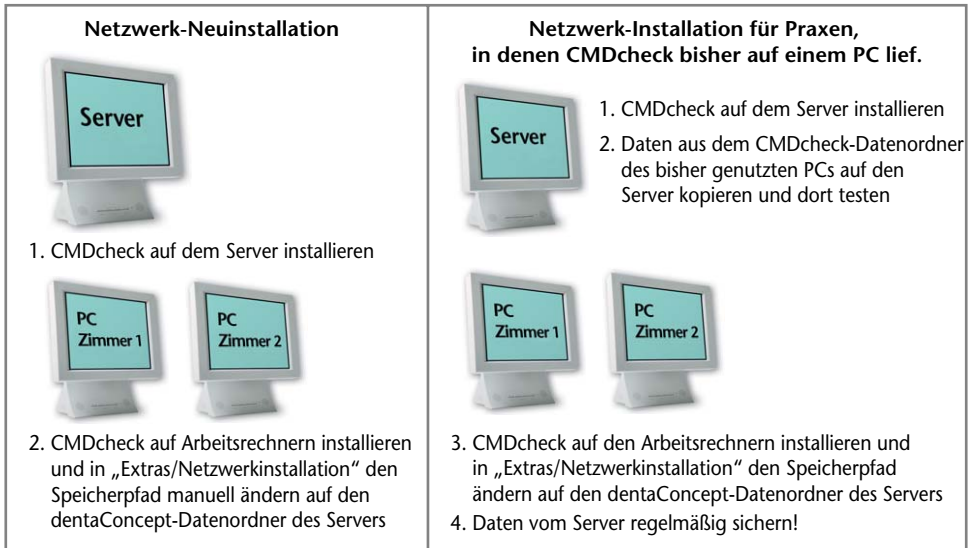 Netzwerk-Neuinstallation
Server
1. CMDcheck auf dem Server installieren
PC
Zimmer 1
PC
Zimmer 2
2. CMDcheck auf Arbeitsrechnern installieren
und in „Extras/Netzwerkinstallation“ den
Speicherpfad manuell ändern auf den
dentaConcept-Datenordner des Servers
Netzwerk-Installation für Praxen,
in denen CMDcheck bisher auf einem PC lief.
Server
1. CMDcheck auf dem Server installieren
2. Daten aus dem CMDcheck-Datenordner
des bisher genutzten PCs auf den
Server kopieren und dort testen
PC
Zimmer 1
PC
Zimmer 2
3. CMDcheck auf den Arbeitsrechnern installieren und
in „Extras/Netzwerkinstallation“ den Speicherpfad
ändern auf den dentaConcept-Datenordner des Servers
4. Daten vom Server regelmäßig sichern!